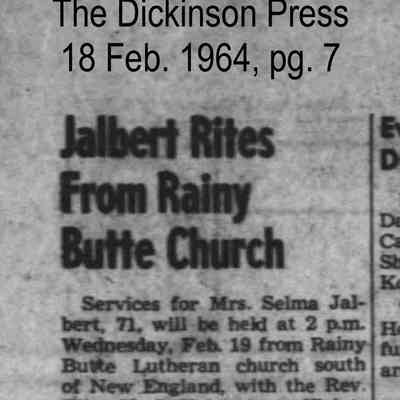 The Dickinson Press
18 Feb. 1964, pg. 7
Jalbert Rites
From Rainy
Butte Church
Services for Mrs. Selma Jal-
bert, 71, will be held at 2 p.m.
Wednesday, Feb. 19 from Rainy
Butte Lutheran church south
of New England, with the Rev.